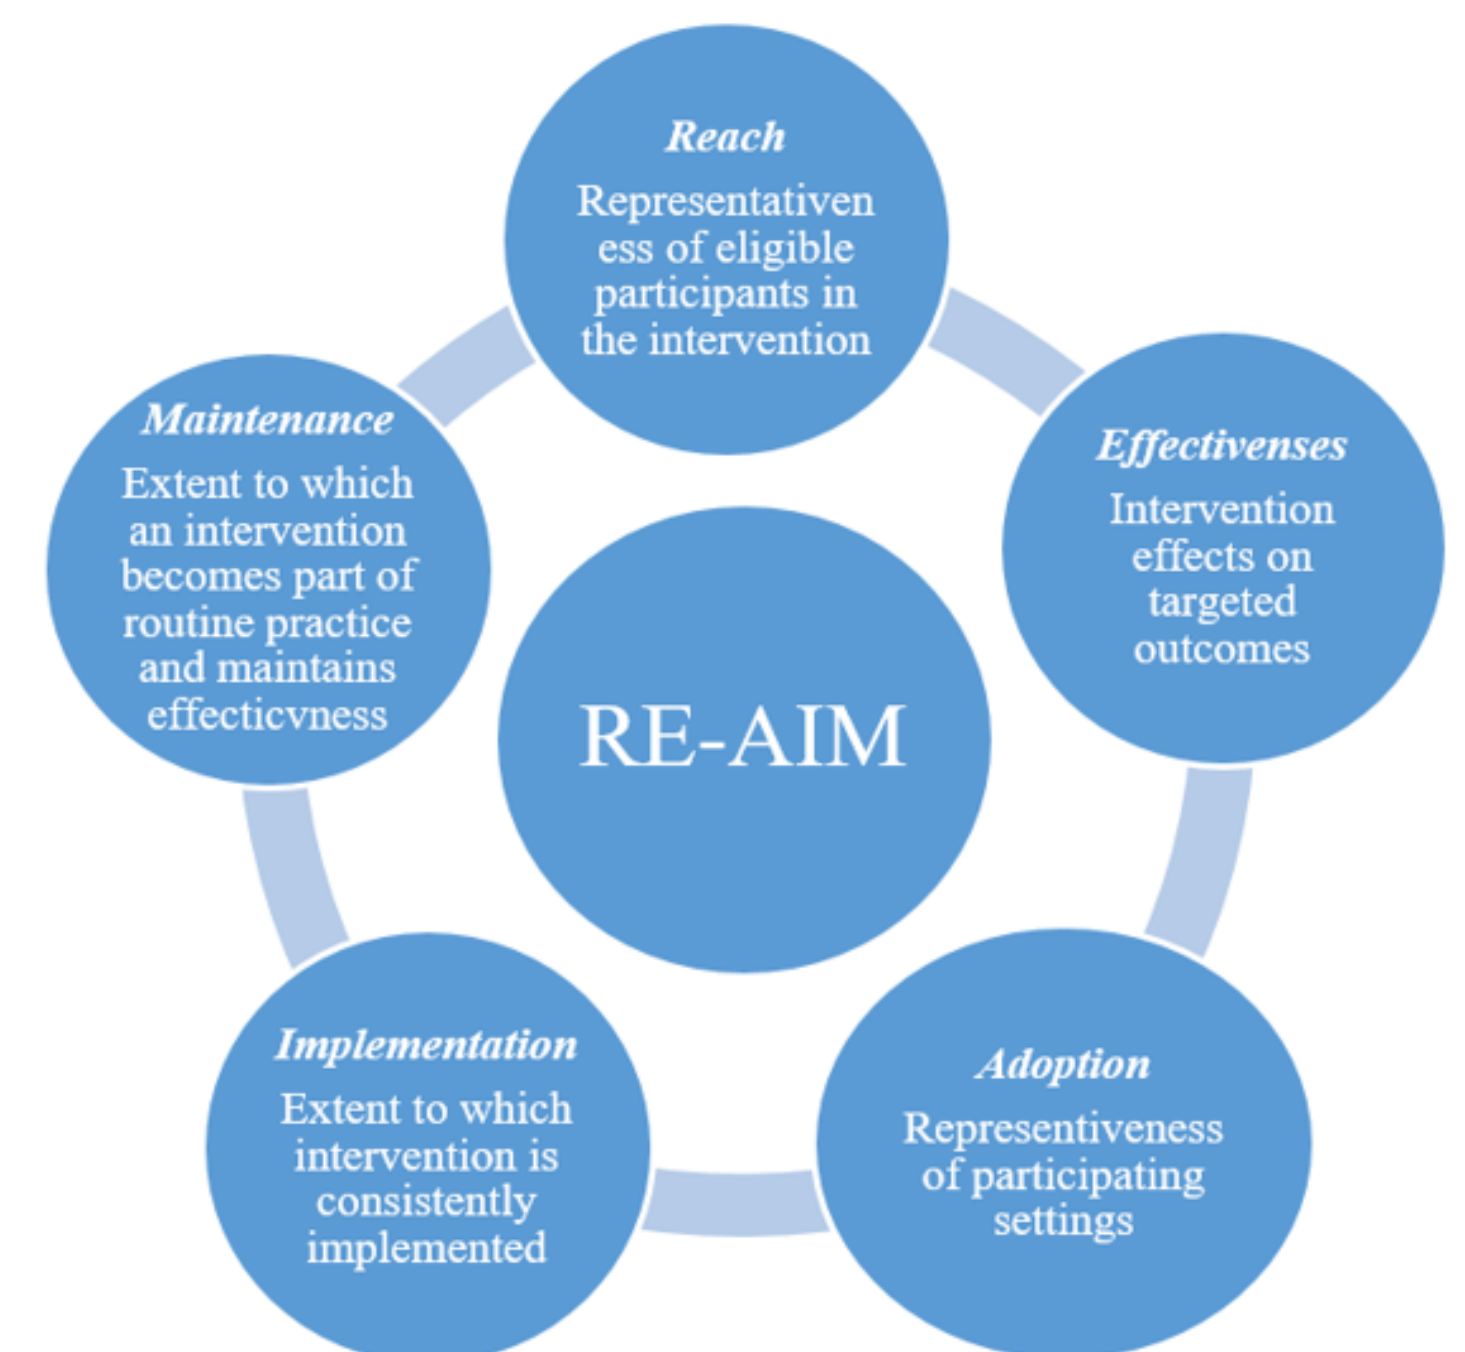 Reach
Representativen
ess of eligible
participants in
the intervention
Effectivenses
Intervention
effects on
targeted
outcomes
Adoption
Representiveness
of participating
settings
Implementation
Extent to which
intervention is
consistently
implemented
Maintenance
Extent to which
an intervention
becomes part of
routine practice
and maintains
effecticvness
RE-AIM